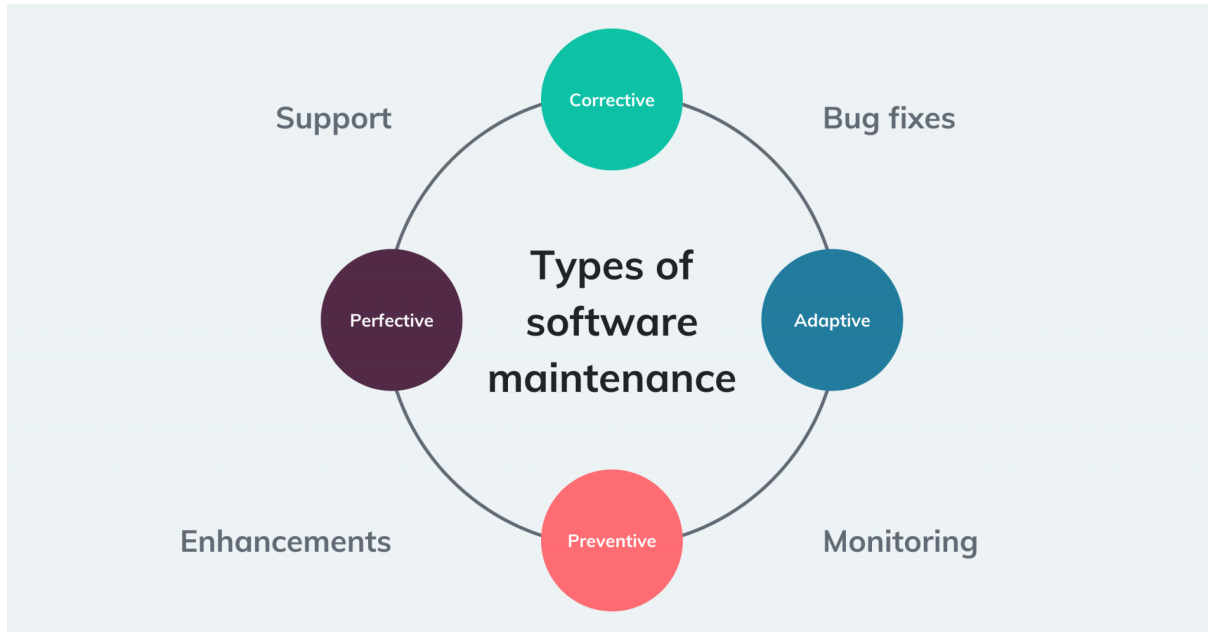 Corrective
Support
Bug fixes
Types of
software
maintenance
Perfective
Adaptive
Enhancements
Preventive
Monitoring